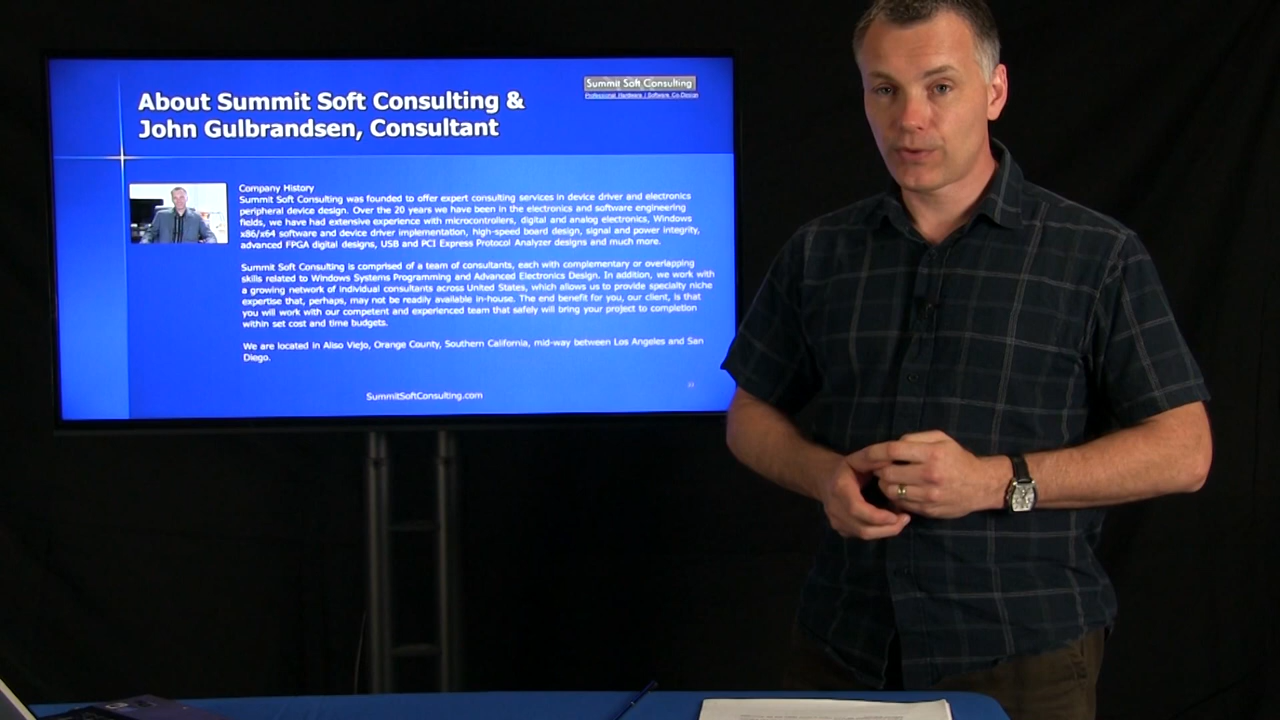 Summit Soft Consulting
Professional Hardware / Software Co-Design
About Summit Soft Consulting &
John Gulbrandsen, Consultant
Company History
Summit Soft Consulting was founded to offer expert consulting services in device driver and electronics
peripheral device design. Over the 20 years we have been in the electronics and software engineering
fields, we have had extensive experience with microcontrollers, digital and analog electronics, Windows
x86/x64 software and device driver implementation, high-speed board design, signal and power integrity,
advanced FPGA digital designs, USB and PCI Express Protocol Analyzer designs and much more.
Summit Soft Consulting is comprised of a team of consultants, each with complementary or overlapping
skills related to Windows Systems Programming and Advanced Electronics Design. In addition, we work with
a growing network of individual consultants across United States, which allows us to provide specialty niche
expertise that, perhaps, may not be readily available in-house. The end benefit for you, our client, is that
you will work with our competent and experienced team that safely will bring your project to completion
within set cost and time budgets.
We are located in Aliso Viejo, Orange County, Southern California, mid-way between Los Angeles and San
Diego.
SummitSoftConsulting.com